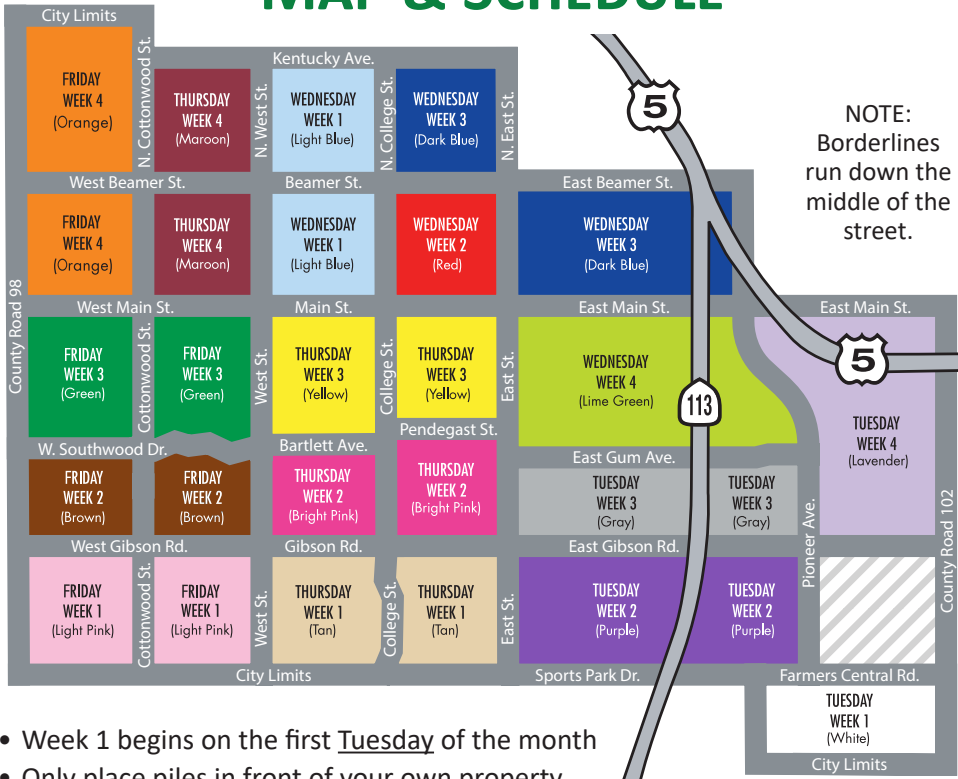 MAP & SCHEDULE
City Limits
Kentucky Ave.
N. Cottonwood St.
N. West St.
N. College St.
N. East St.
FRIDAY
WEEK 4
(Orange)
THURSDAY
WEEK 4
(Maroon)
WEDNESDAY
WEEK 1
(Light Blue)
WEDNESDAY
WEEK 3
(Dark Blue)
5
NOTE:
Borderlines
run down the
middle of the
street.
West Beamer St.
Beamer St.
East Beamer St.
FRIDAY
WEEK 4
(Orange)
THURSDAY
WEEK 4
(Maroon)
WEDNESDAY
WEEK 1
(Light Blue)
WEDNESDAY
WEEK 2
(Red)
WEDNESDAY
WEEK 3
(Dark Blue)
County Road 98
West Main St.
Main St.
East Main St.
East Main St.
FRIDAY
WEEK 3
(Green)
Cottonwood St.
FRIDAY
WEEK 3
(Green)
West St.
THURSDAY
WEEK 3
(Yellow)
College St.
THURSDAY
WEEK 3
(Yellow)
East St.
WEDNESDAY
WEEK 4
(Lime Green)
113
5
TUESDAY
WEEK 4
(Lavender)
W. Southwood Dr.
Bartlett Ave.
Pendegast St.
East Gum Ave.
FRIDAY
WEEK 2
(Brown)
FRIDAY
WEEK 2
(Brown)
THURSDAY
WEEK 2
(Bright Pink)
THURSDAY
WEEK 2
(Bright Pink)
TUESDAY
WEEK 3
(Gray)
TUESDAY
WEEK 3
(Gray)
Pioneer Ave.
County Road 102
West Gibson Rd.
Gibson Rd.
East Gibson Rd.
FRIDAY
WEEK 1
(Light Pink)
Cottonwood St.
FRIDAY
WEEK 1
(Light Pink)
West St.
THURSDAY
WEEK 1
(Tan)
College St.
THURSDAY
WEEK 1
(Tan)
East St.
TUESDAY
WEEK 2
(Purple)
TUESDAY
WEEK 2
(Purple)
City Limits
Sports Park Dr.
Farmers Central Rd.
TUESDAY
WEEK 1
(White)
City Limits
• Week 1 begins on the first Tuesday of the month
• Only place piles in front of your own property